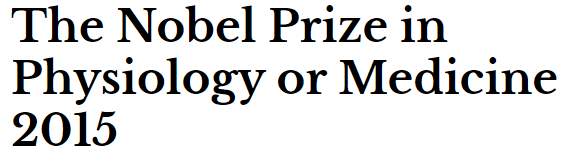 The Nobel Prize in
Physiology or Medicine
2015